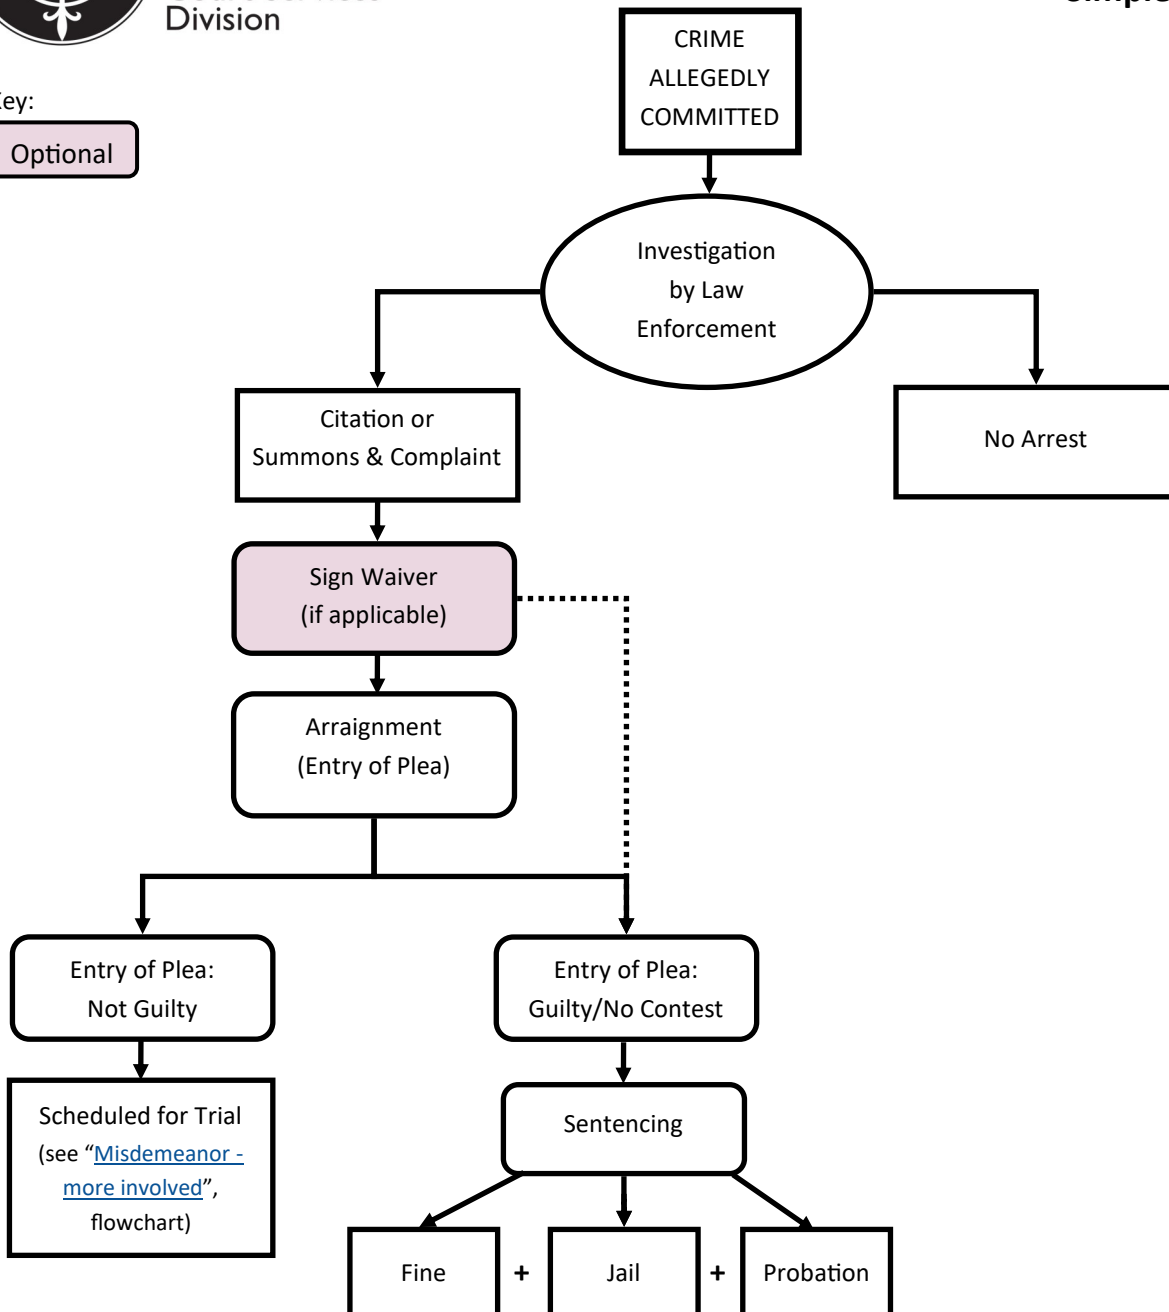 Division
Key:
Optional
CRIME
ALLEGEDLY
COMMITTED
Investigation
by Law
Enforcement
Citation or
Summons & Complaint
No Arrest
Sign Waiver
(if applicable)
Arraignment
(Entry of Plea)
Entry of Plea:
Not Guilty
Entry of Plea:
Guilty/No Contest
Scheduled for Trial
(see “Misdemeanor -
more involved”,
flowchart)
Sentencing
Fine + Jail + Probation